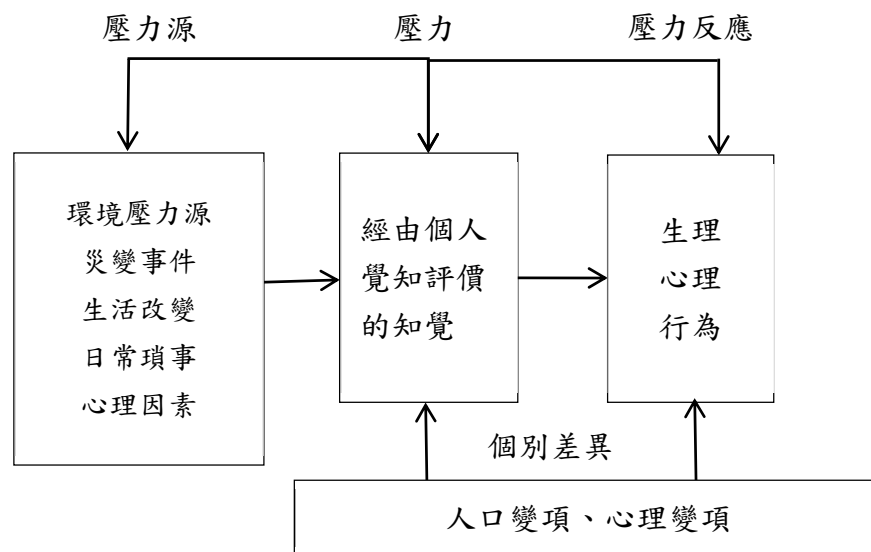 壓力源
壓力
壓力反應
環境壓力源
災變事件
生活改變
日常瑣事
心理因素
經由個人
覺知評價
的知覺
生理
心理
行為
個別差異
人口變項、心理變項